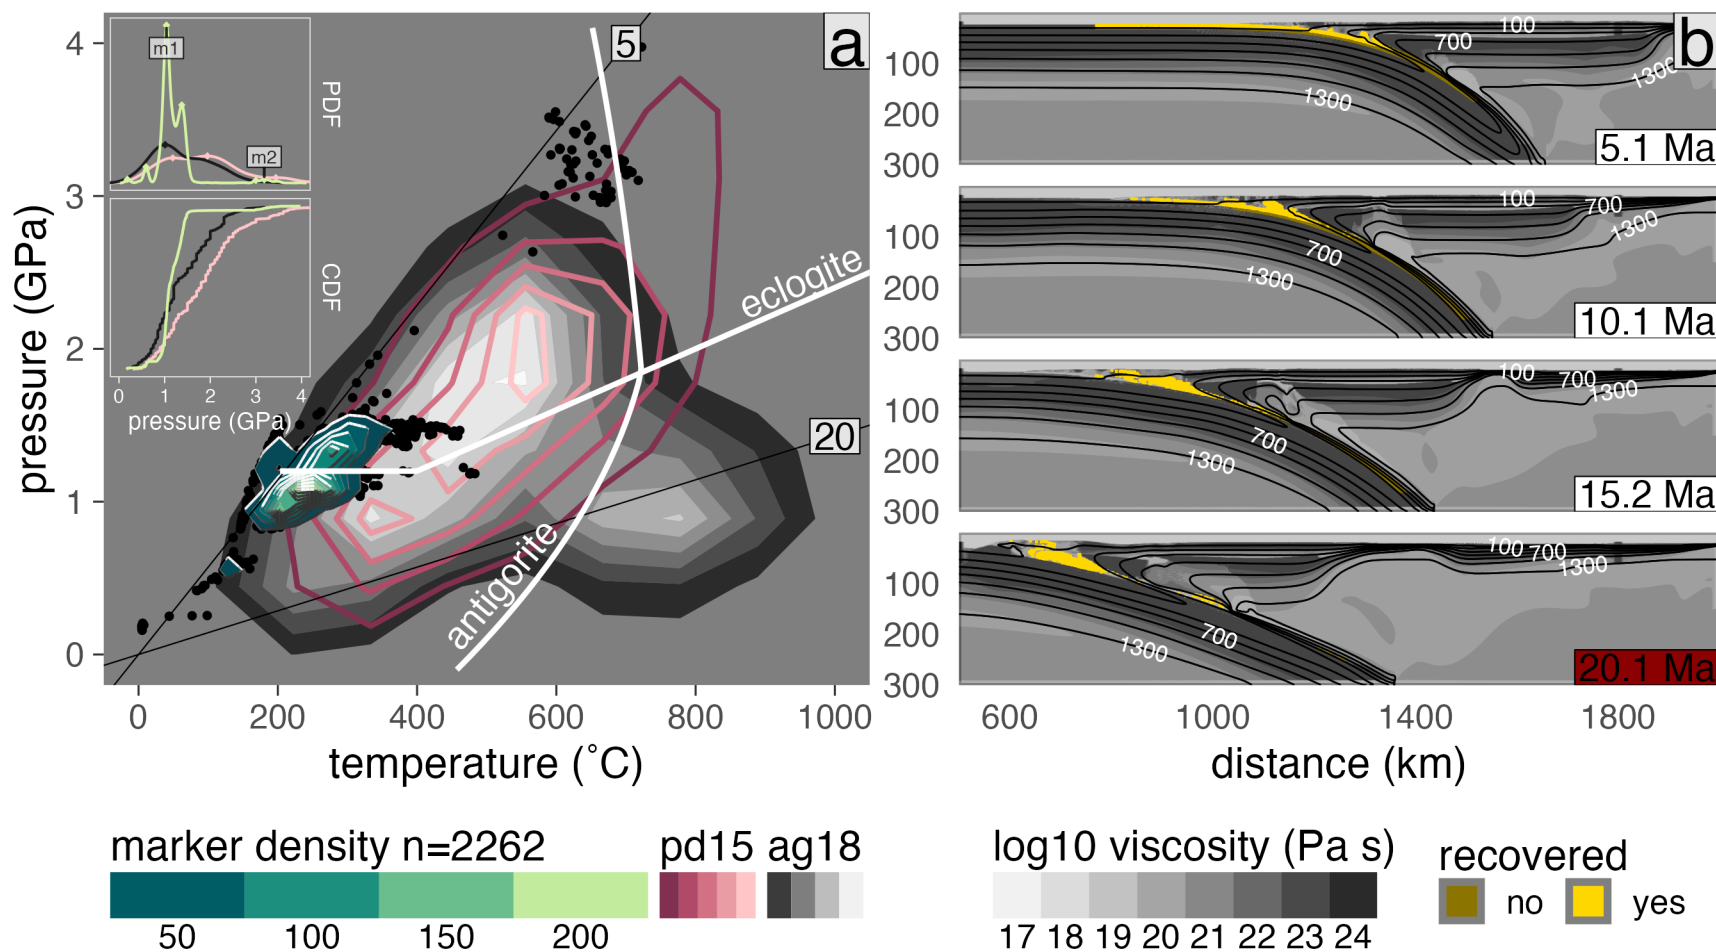 a
4
3
2
1
0
pressure (GPa)
0
200
400
600
800
1000
temperature (˚C)
5
20
eclogite
antigorite
m1
m2
PDF
CDF
0 1 2 3 4
pressure (GPa)
b
100
200
300
100
700
1300
1300
5.1 Ma
100
200
300
100
700
1300
700
1300
10.1 Ma
100
200
300
100
700
1300
700
1300
15.2 Ma
100
200
300
100
700
1300
700
1300
20.1 Ma
600
1000
1400
1800
distance (km)
marker density n=2262
50 100 150 200
pd15 ag18
log10 viscosity (Pa s)
17 18 19 20 21 22 23 24
recovered
no yes